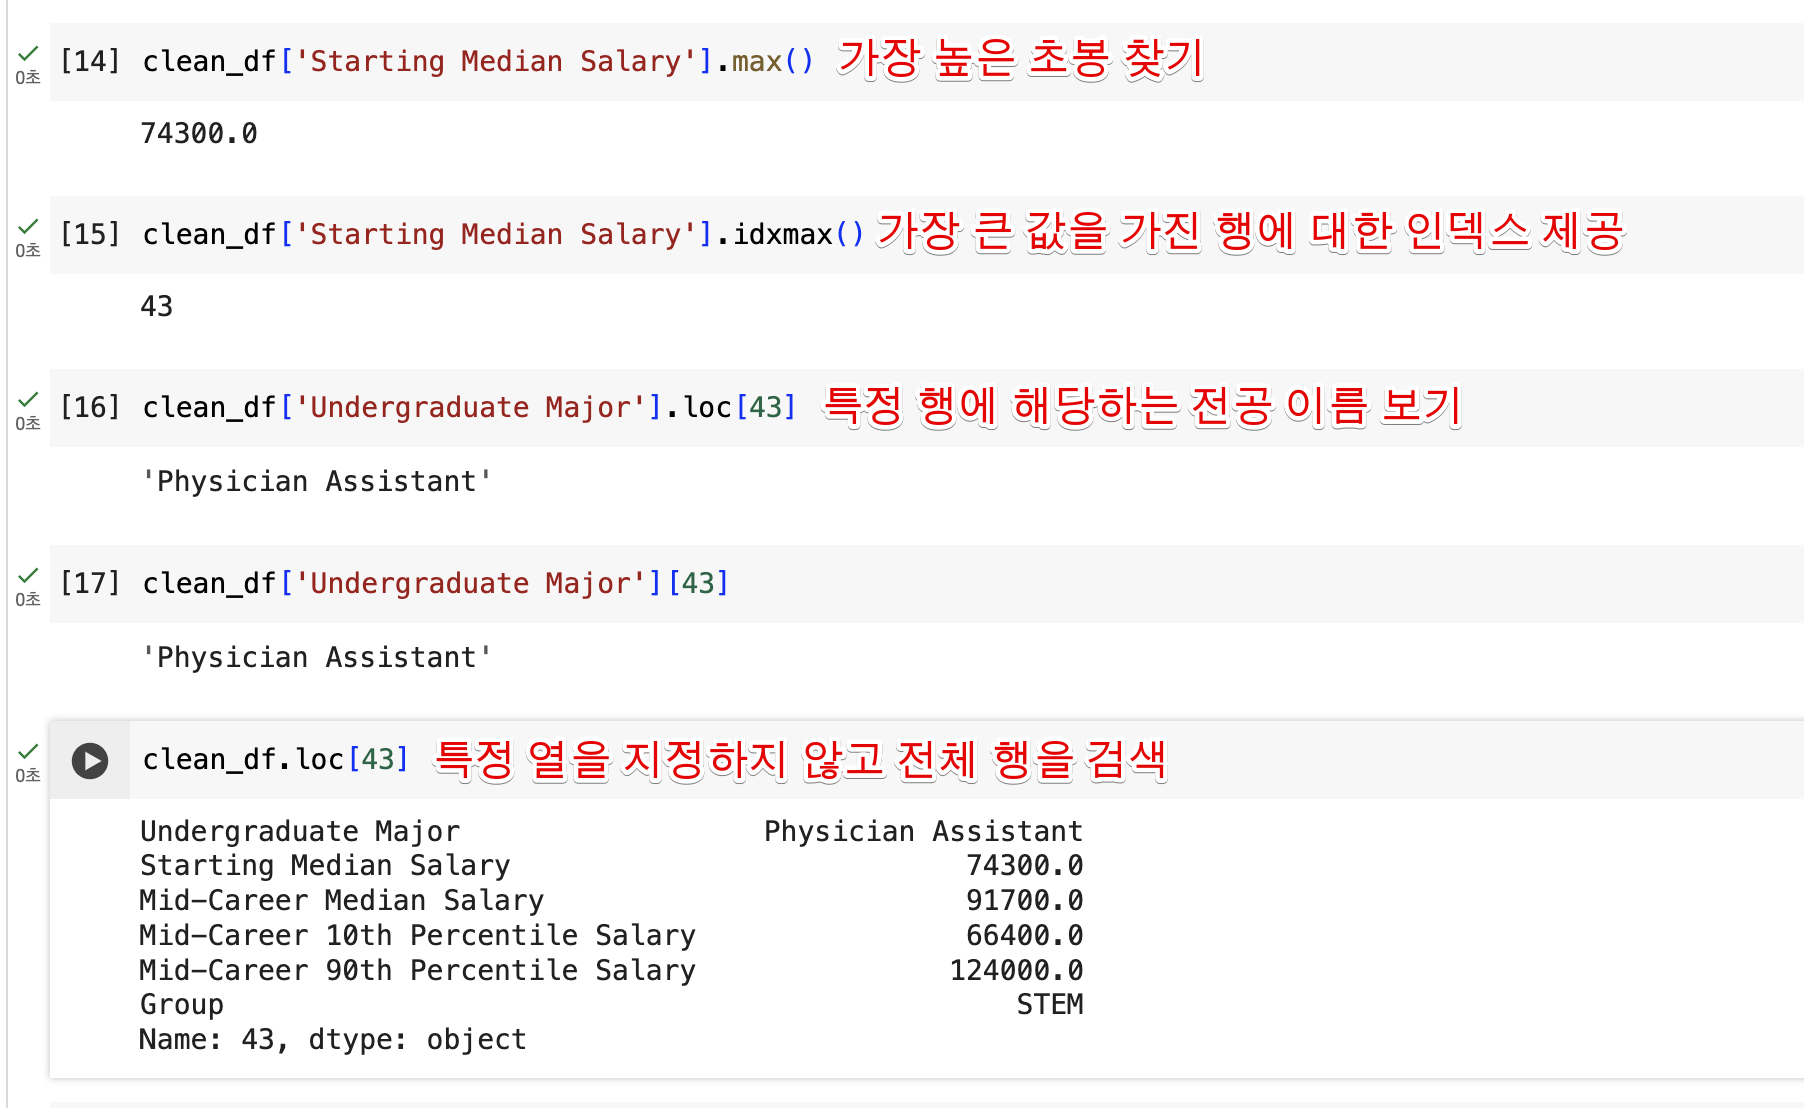 [14] clean_df['Starting Median Salary'].max() 가장 높은 초봉 찾기
0초
74300.0
[15] clean_df['Starting Median Salary'].idxmax() 가장 큰 값을 가진 행에 대한 인덱스 제공
0초
43
[16] clean_df['Undergraduate Major'].loc[43] 특정 행에 해당하는 전공 이름 보기
0초
'Physician Assistant'
[17] clean_df['Undergraduate Major'][43]
0초
'Physician Assistant'
clean_df.loc[43] 특정 열을 지정하지 않고 전체 행을 검색
0초
Undergraduate Major Physician Assistant
Starting Median Salary 74300.0
Mid-Career Median Salary 91700.0
Mid-Career 10th Percentile Salary 66400.0
Mid-Career 90th Percentile Salary 124000.0
Group STEM
Name: 43, dtype: object